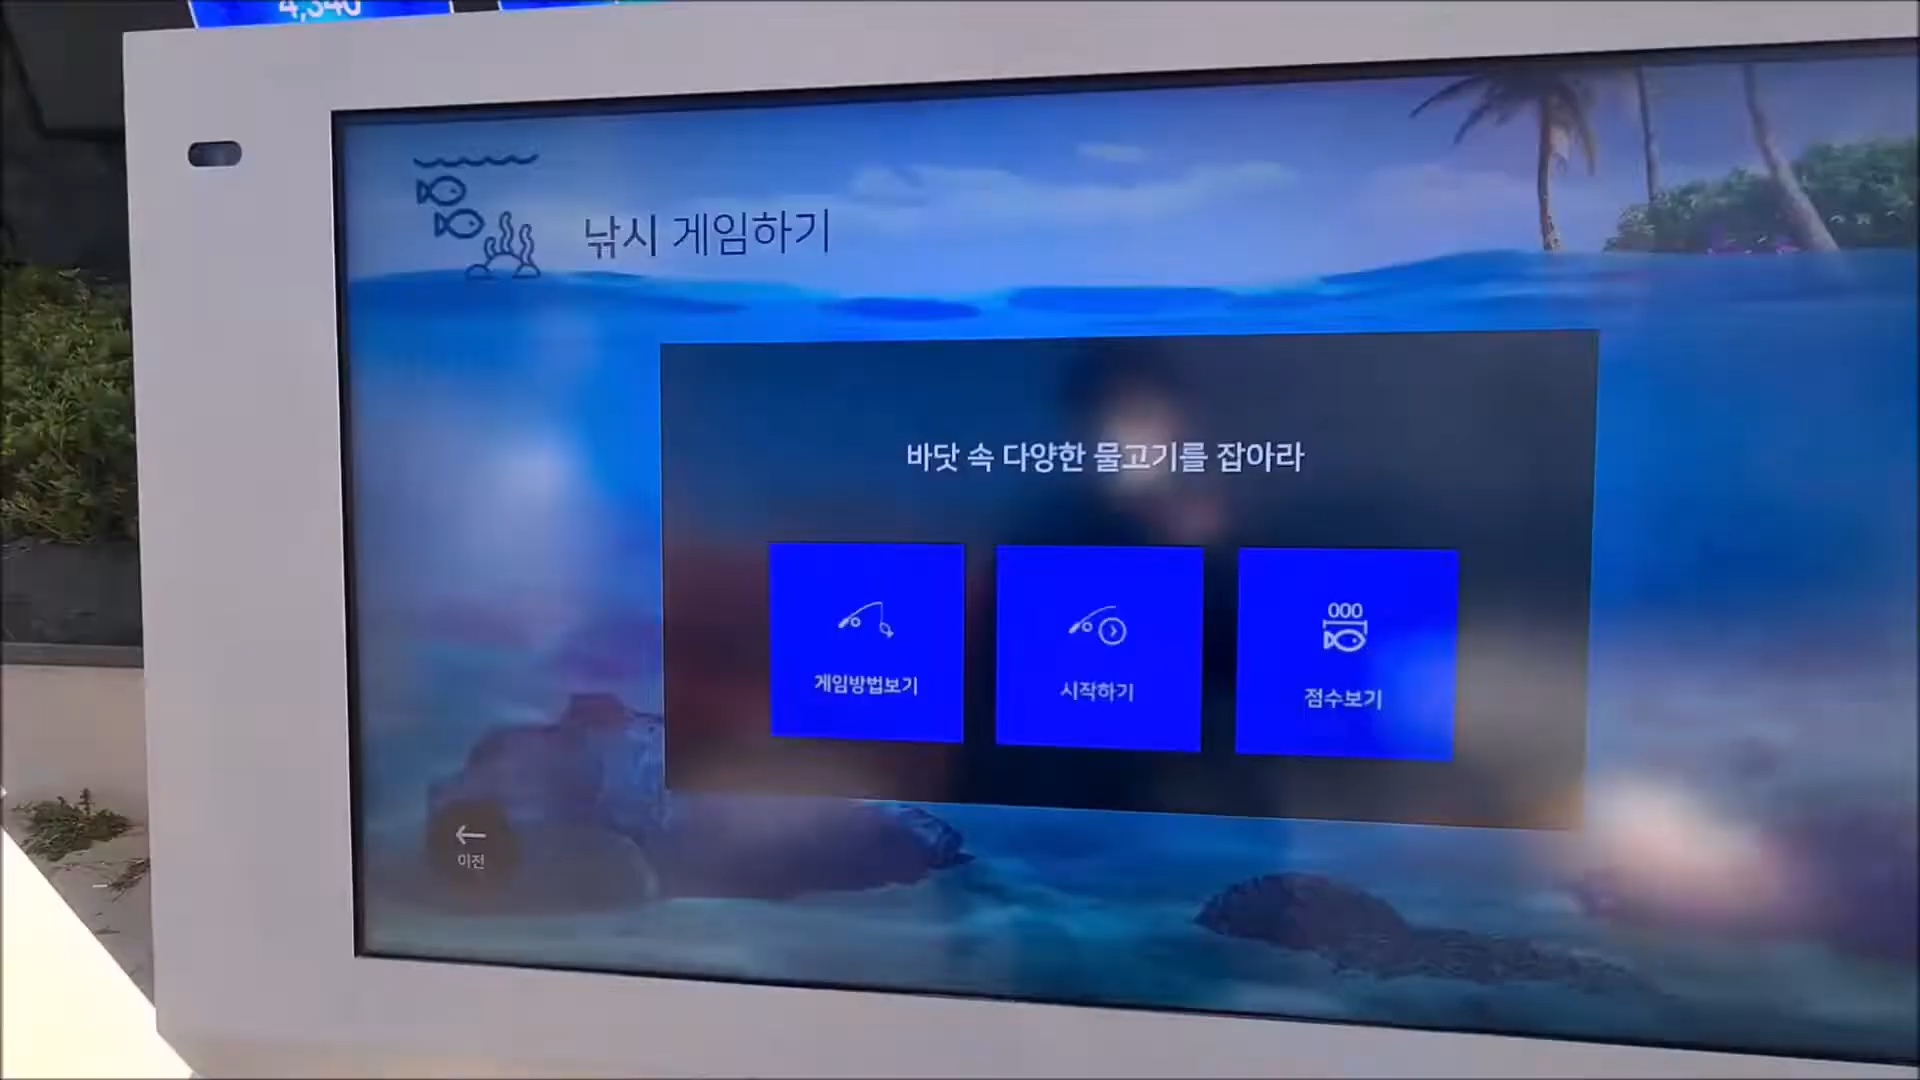 낚시 게임하기
바닷 속 다양한 물고기를 잡아라
게임방법보기
시작하기
000
점수보기
이전